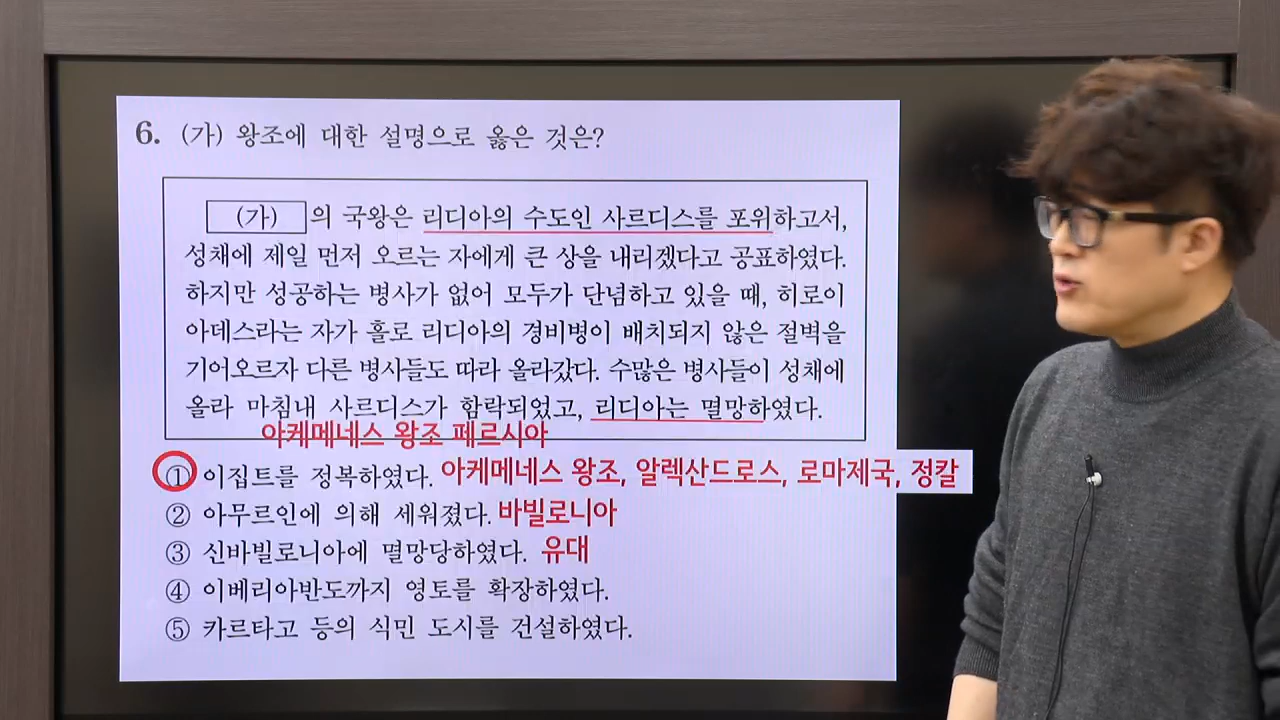 6. (가) 왕조에 대한 설명으로 옳은 것은?
(가) 의 국왕은 리디아의 수도인 사르디스를 포위하고서,
성채에 제일 먼저 오르는 자에게 큰 상을 내리겠다고 공표하였다.
하지만 성공하는 병사가 없어 모두가 단념하고 있을 때, 히로이
아데스라는 자가 홀로 리디아의 경비병이 배치되지 않은 절벽을
기어오르자 다른 병사들도 따라 올라갔다. 수많은 병사들이 성채에
올라 마침내 사르디스가 함락되었고, 리디아는 멸망하였다.
아케메네스 왕조 페르시아
① 이집트를 정복하였다. 아케메네스 왕조, 알렉산드로스, 로마제국, 정칼
② 아무르인에 의해 세워졌다. 바빌로니아
③ 신바빌로니아에 멸망당하였다. 유대
④ 이베리아반도까지 영토를 확장하였다.
⑤ 카르타고 등의 식민 도시를 건설하였다.